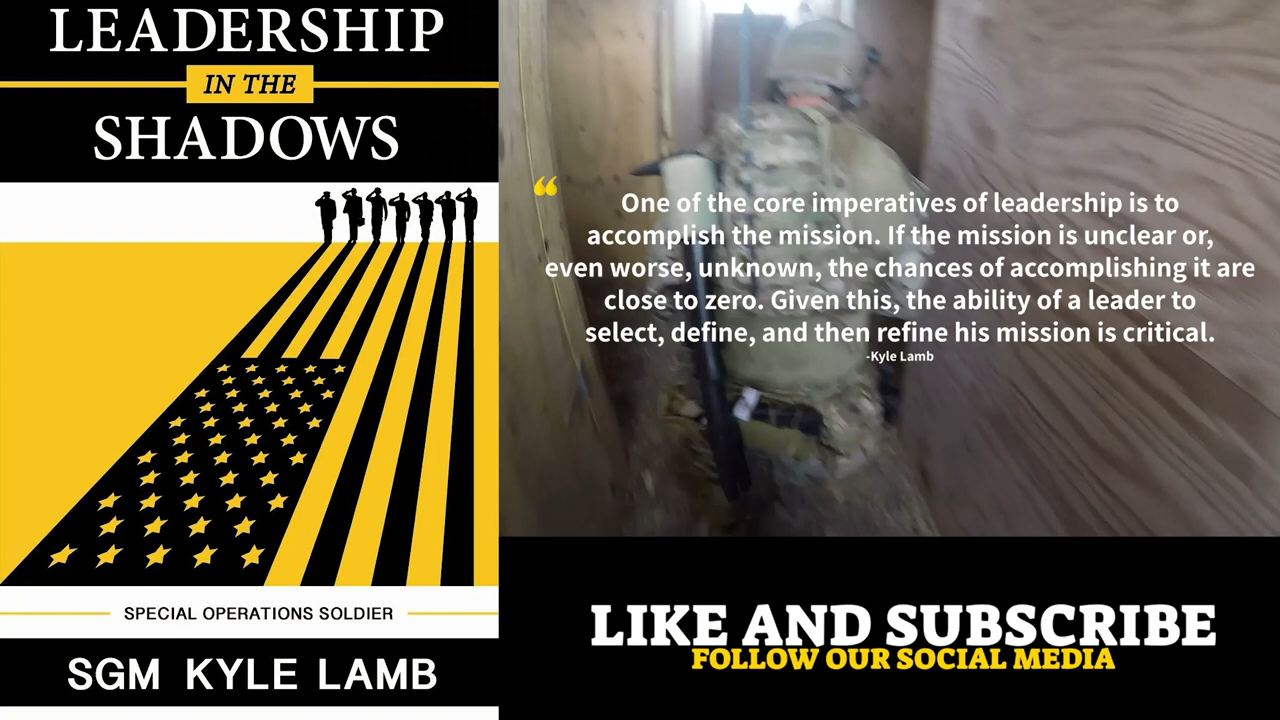 LEADERSHIP
IN THE
SHADOWS
SPECIAL OPERATIONS SOLDIER
SGM KYLE LAMB
“
One of the core imperatives of leadership is to
accomplish the mission. If the mission is unclear or,
even worse, unknown, the chances of accomplishing it are
close to zero. Given this, the ability of a leader to
select, define, and then refine his mission is critical.
-Kyle Lamb
LIKE AND SUBSCRIBE
FOLLOW OUR SOCIAL MEDIA